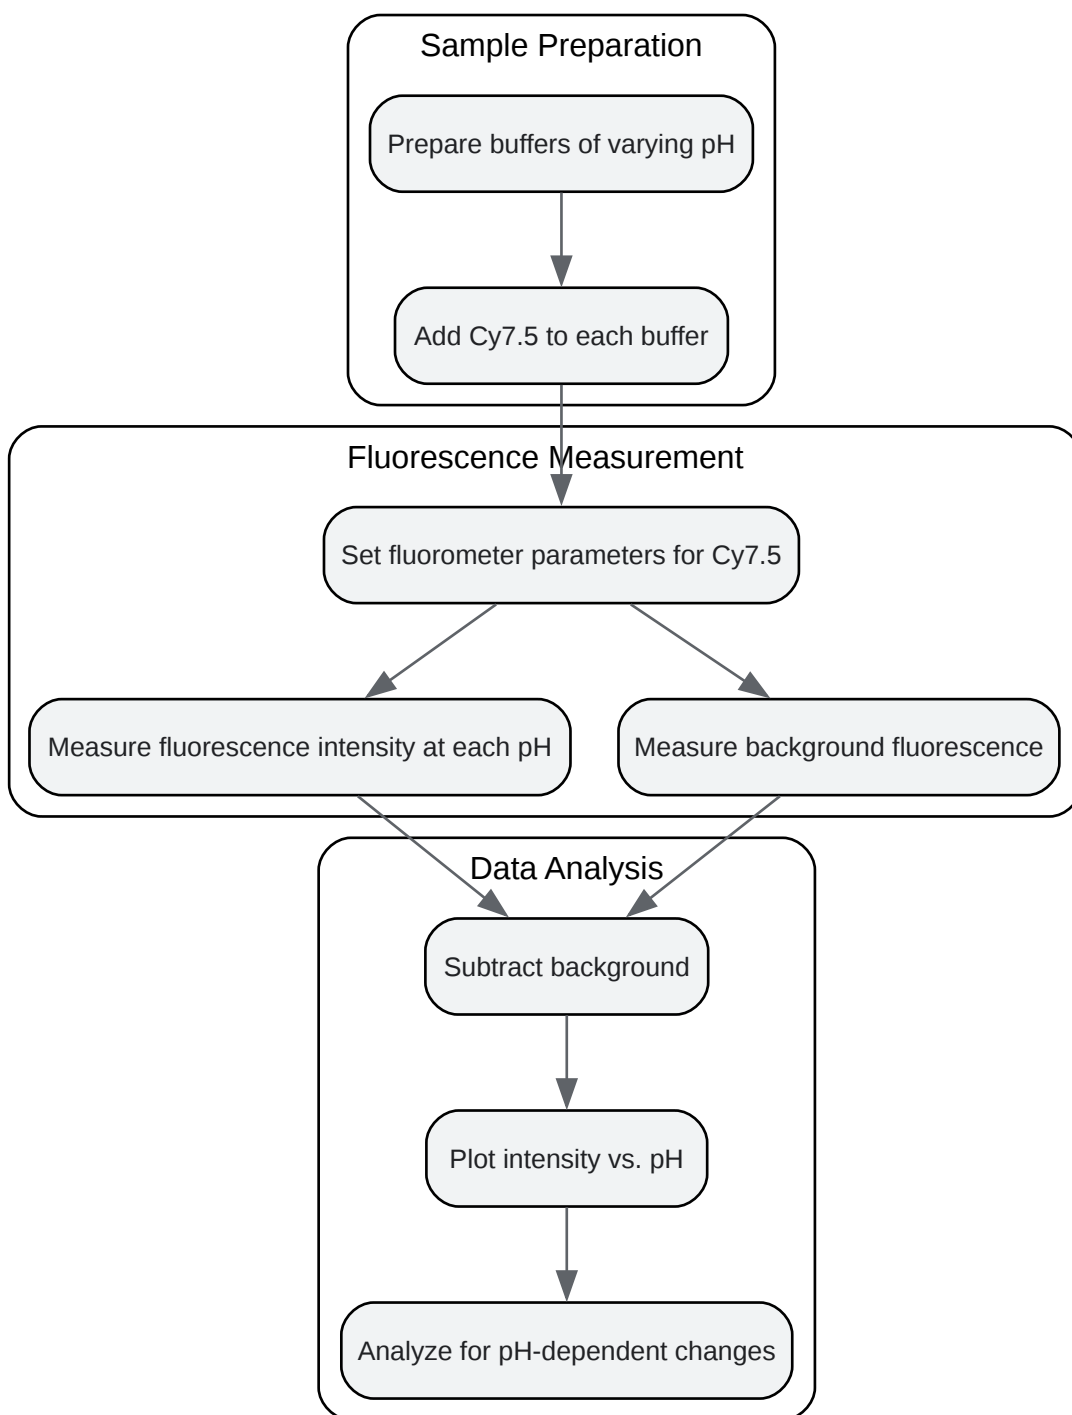 Sample Preparation
Prepare buffers of varying pH
Add Cy7.5 to each buffer
Fluorescence Measurement
Set fluorometer parameters for Cy7.5
Measure fluorescence intensity at each pH
Measure background fluorescence
Data Analysis
Subtract background
Plot intensity vs. pH
Analyze for pH-dependent changes